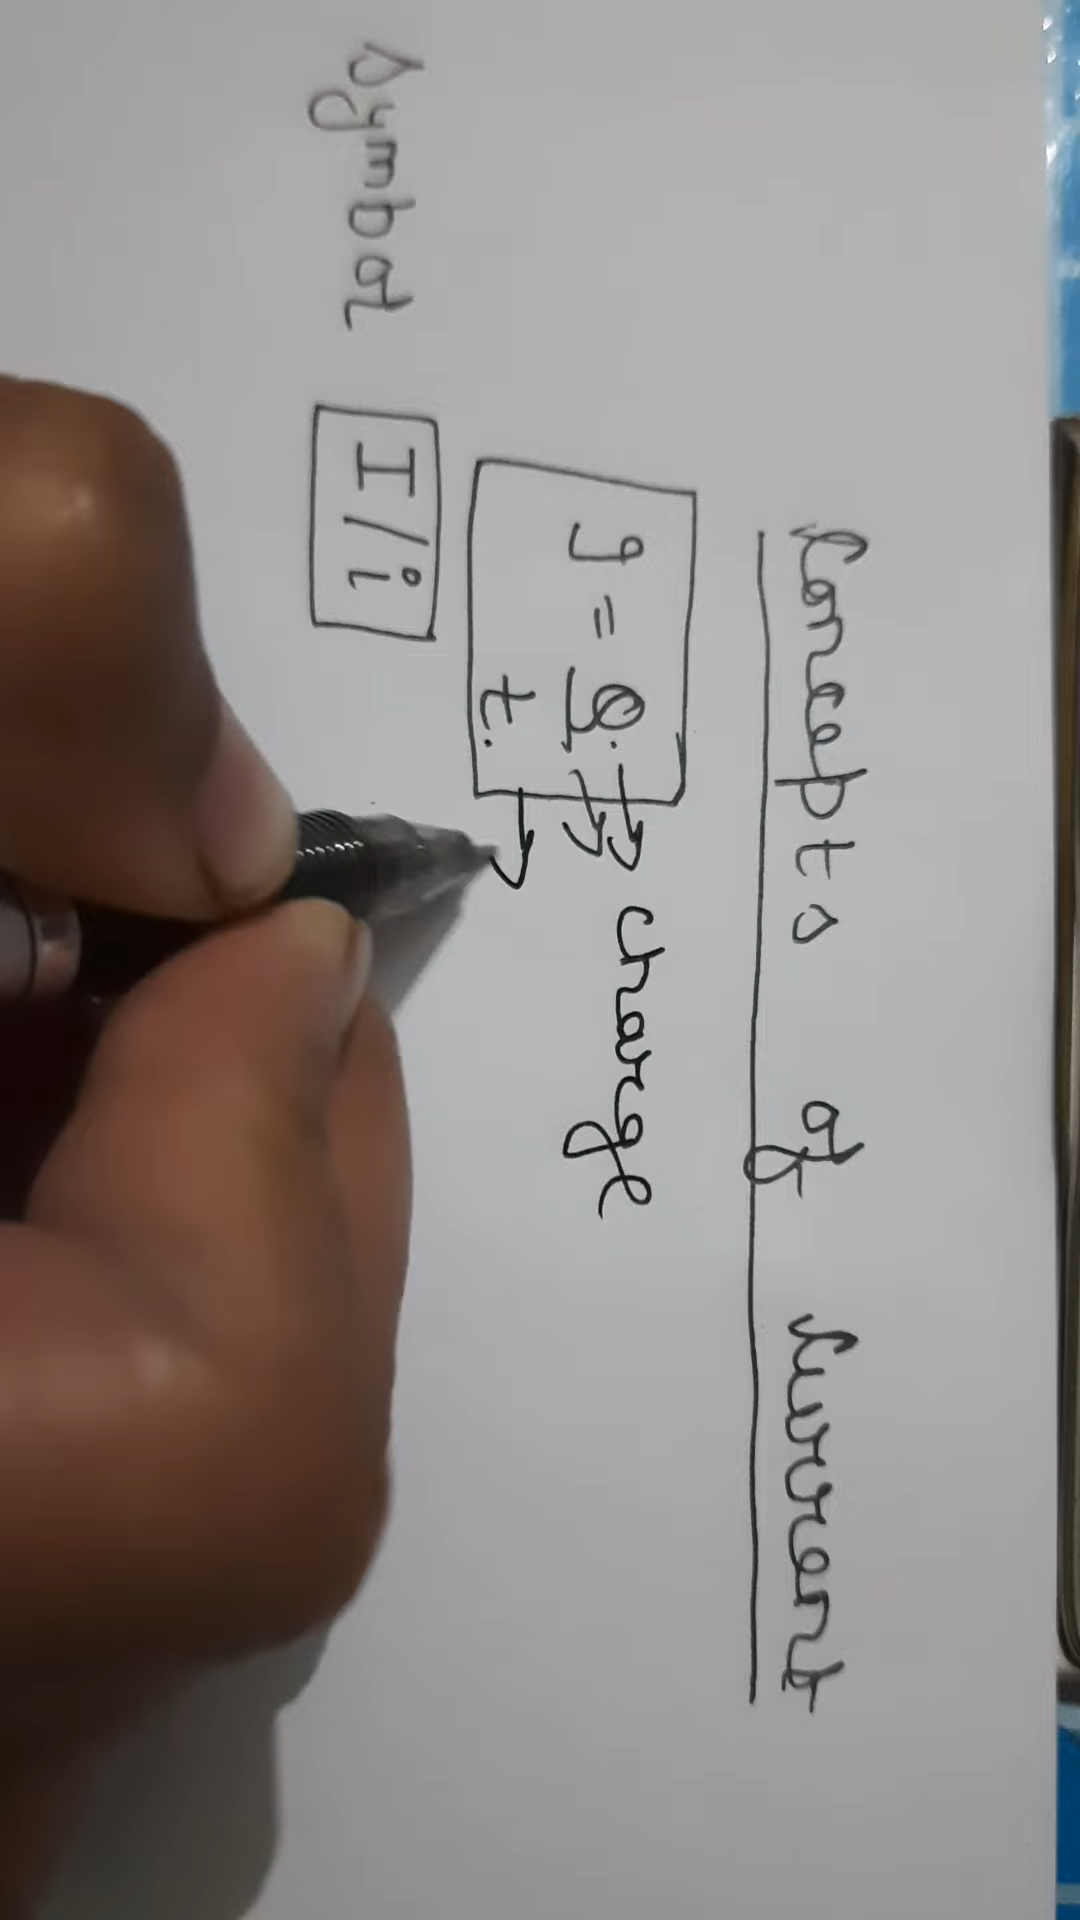 Concepts of Current
I = Q/t. → charge
Symbol I/i